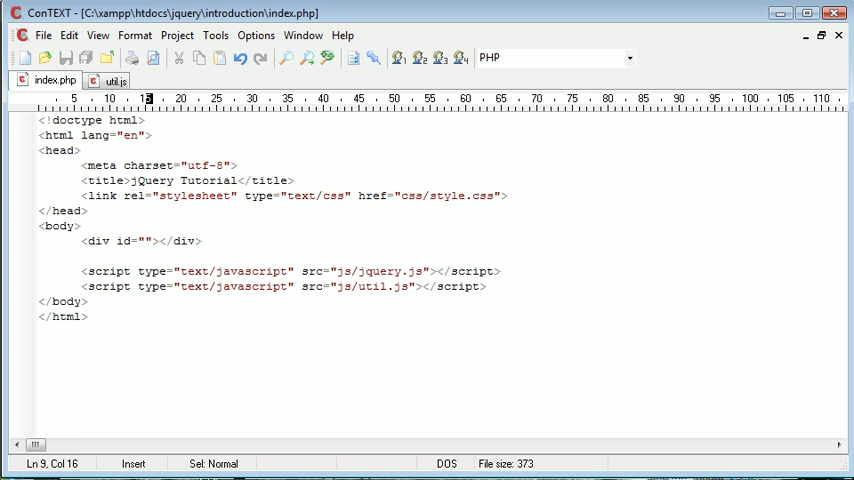 ConTEXT - [C:\xampp\htdocs\jquery\introduction\index.php]
File Edit View Format Project Tools Options Window Help
1 2 3 4 PHP
index.php util.js
5 10 15 20 25 30 35 40 45 50 55 60 65 70 75 80 85 90 95 100 105 110
<!doctype html>
<html lang="en">
<head>
<meta charset="utf-8">
<title>jQuery Tutorial</title>
<link rel="stylesheet" type="text/css" href="css/style.css">
</head>
<body>
<div id=""></div>
<script type="text/javascript" src="js/jquery.js"></script>
<script type="text/javascript" src="js/util.js"></script>
</body>
</html>
Ln 9, Col 16 Insert Sel: Normal DOS File size: 373